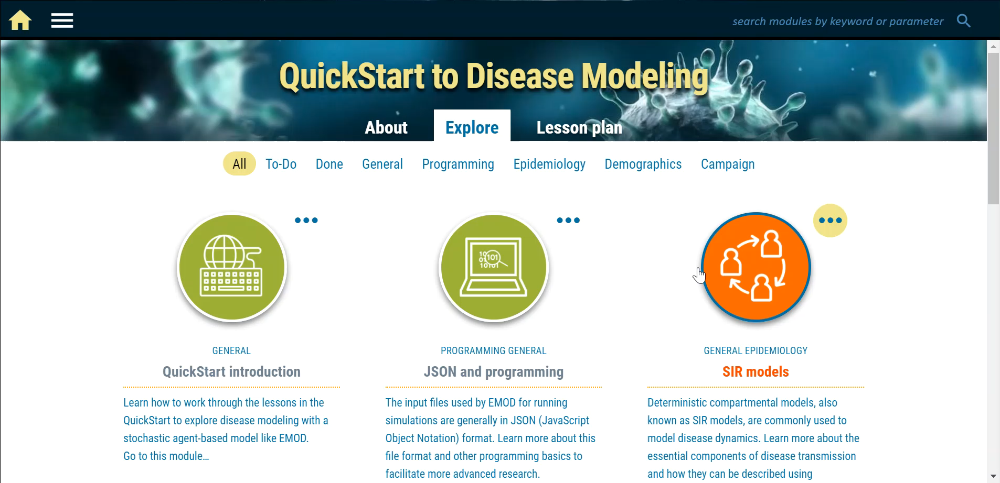 search modules by keyword or parameter
QuickStart to Disease Modeling
About Explore Lesson plan
All To-Do Done General Programming Epidemiology Demographics Campaign
10 101
01 101
10101
GENERAL
QuickStart introduction
Learn how to work through the lessons in the
QuickStart to explore disease modeling with a
stochastic agent-based model like EMOD.
Go to this module...
PROGRAMMING GENERAL
JSON and programming
The input files used by EMOD for running
simulations are generally in JSON (JavaScript
Object Notation) format. Learn more about this
file format and other programming basics to
facilitate more advanced research.
GENERAL EPIDEMIOLOGY
SIR models
Deterministic compartmental models, also
known as SIR models, are commonly used to
model disease dynamics. Learn more about the
essential components of disease transmission
and how they can be described using